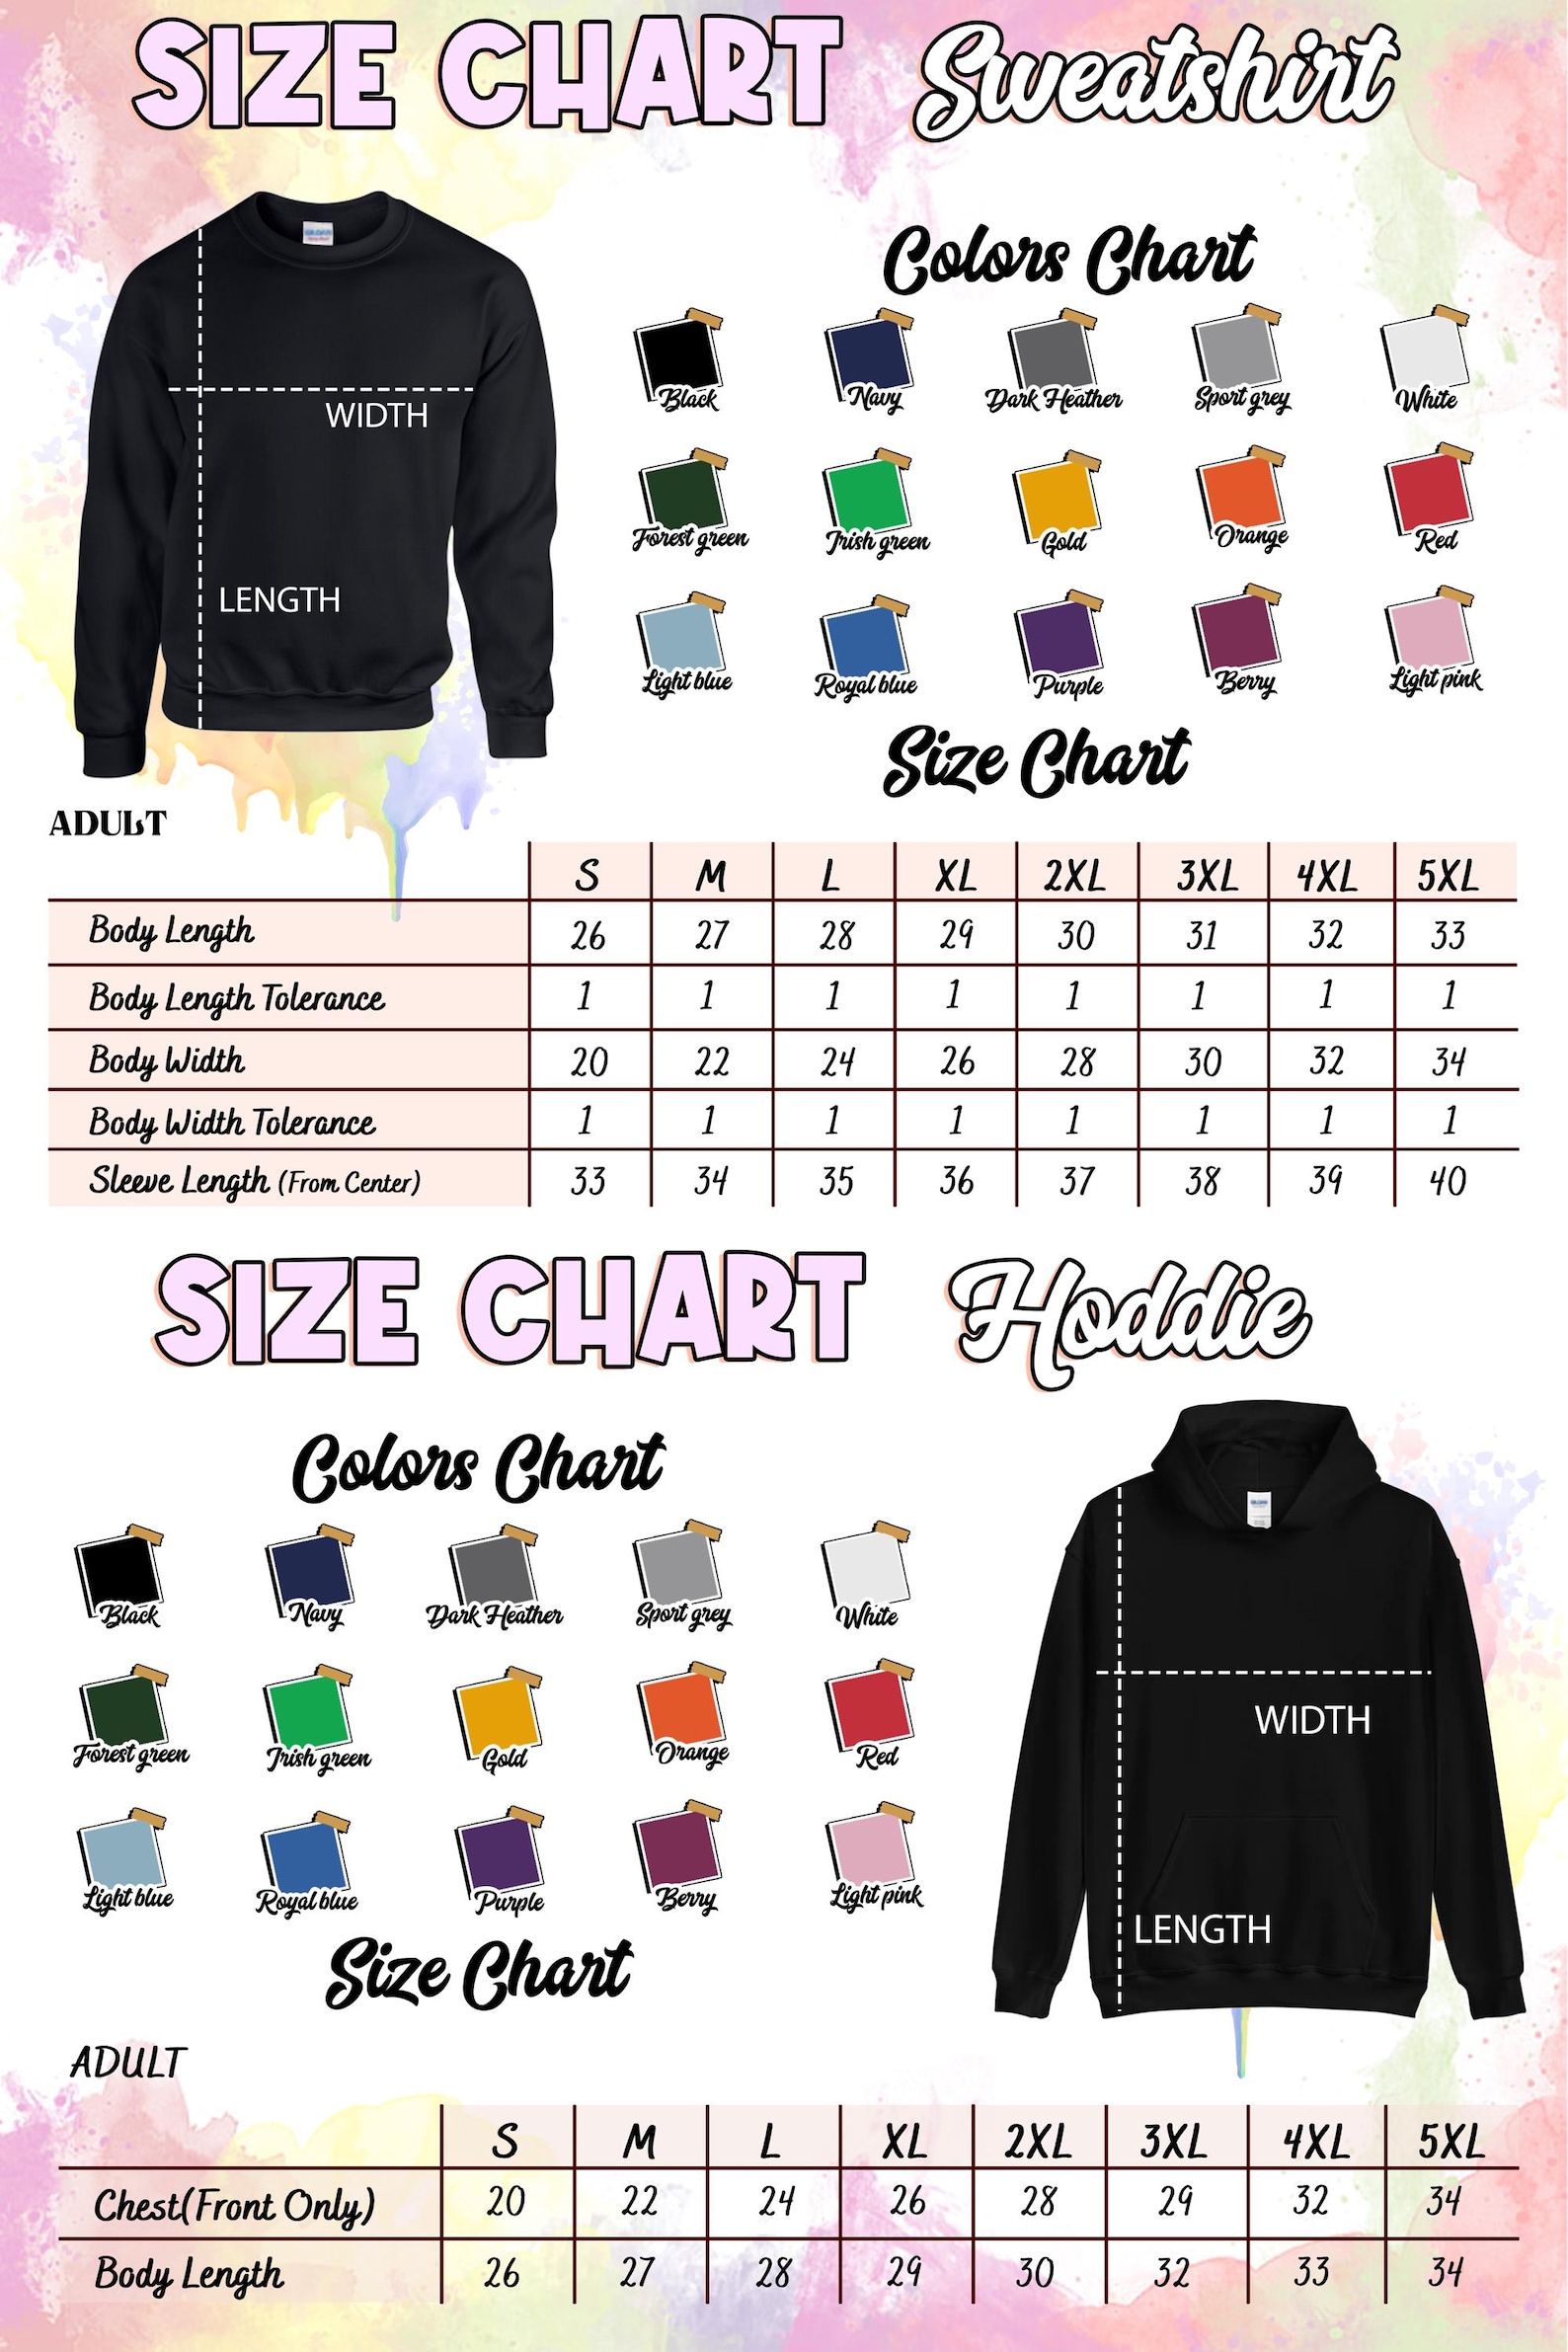 SIZE CHART Sweatshirt
GILDAN
WIDTH
LENGTH
Colors Chart
Black Navy Dark Heather Sport grey White
Forest green Irish green Gold Orange Red
Light blue Royal blue Purple Berry Light pink
Size Chart
ADULT
S M L XL 2XL 3XL 4XL 5XL
Body Length 26 27 28 29 30 31 32 33
Body Length Tolerance 1 1 1 1 1 1 1 1
Body Width 20 22 24 26 28 30 32 34
Body Width Tolerance 1 1 1 1 1 1 1 1
Sleeve Length (From Center) 33 34 35 36 37 38 39 40
SIZE CHART Hoddie
Colors Chart
Black Navy Dark Heather Sport grey White
Forest green Irish green Gold Orange Red
Light blue Royal blue Purple Berry Light pink
GILDAN
WIDTH
LENGTH
Size Chart
ADULT
S M L XL 2XL 3XL 4XL 5XL
Chest(Front Only) 20 22 24 26 28 29 32 34
Body Length 26 27 28 29 30 32 33 34